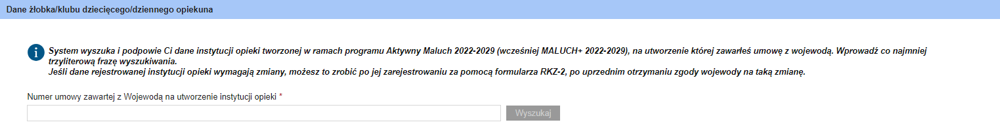 Dane żłobka/klubu dziecięcego/dziennego opiekuna
System wyszuka i podpowie Ci dane instytucji opieki tworzonej w ramach programu Aktywny Maluch 2022-2029 (wcześniej MALUCH+ 2022-2029), na utworzenie której zawarłeś umowę z wojewodą. Wprowadź co najmniej
trzyliterową frazę wyszukiwania.
Jeśli dane rejestrowanej instytucji opieki wymagają zmiany, możesz to zrobić po jej zarejestrowaniu za pomocą formularza RKZ-2, po uprzednim otrzymaniu zgody wojewody na taką zmianę.
Numer umowy zawartej z Wojewodą na utworzenie instytucji opieki *
Wyszukaj